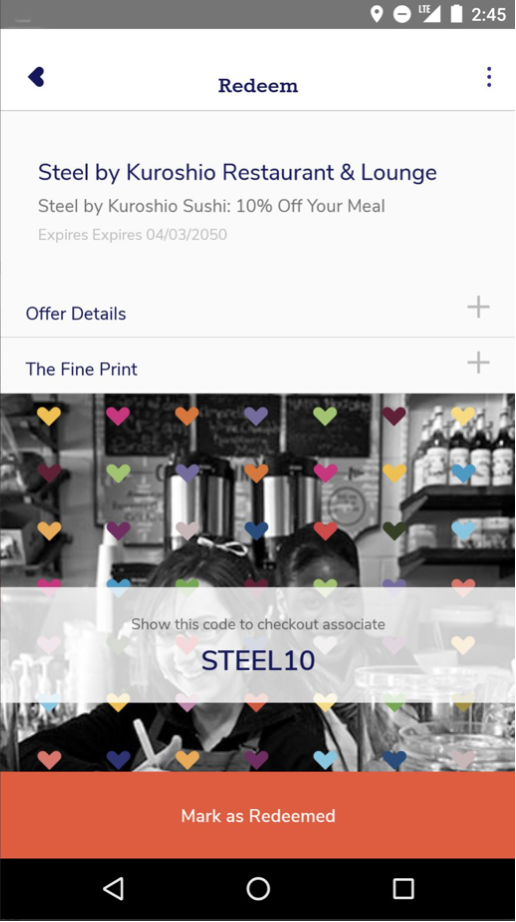 LTE 2:45
Redeem
Steel by Kuroshio Restaurant & Lounge
Steel by Kuroshio Sushi: 10% Off Your Meal
Expires Expires 04/03/2050
Offer Details
The Fine Print
Show this code to checkout associate
STEEL10
Mark as Redeemed